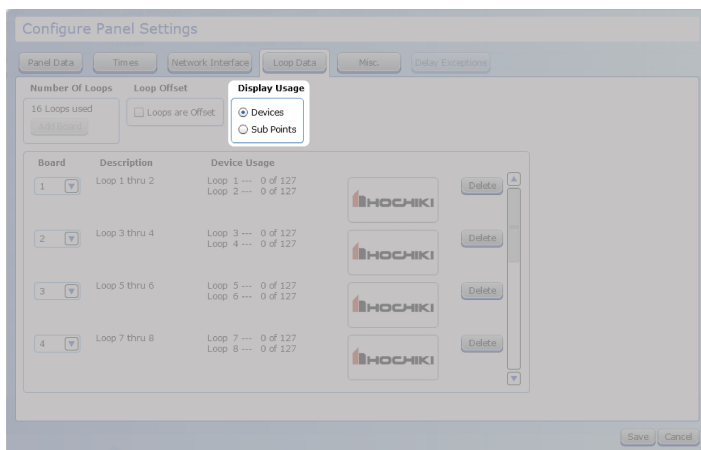 Configure Panel Settings
Panel Data Times Network Interface Loop Data Misc. Delay Exceptions
Number Of Loops Loop Offset Display Usage
16 Loops used Loops are Offset Devices
Add Board Sub Points
Board Description Device Usage
1 Loop 1 thru 2 Loop 1 --- 0 of 127 Delete
Loop 2 --- 0 of 127
HOCHIKI
2 Loop 3 thru 4 Loop 3 --- 0 of 127 Delete
Loop 4 --- 0 of 127
HOCHIKI
3 Loop 5 thru 6 Loop 5 --- 0 of 127 Delete
Loop 6 --- 0 of 127
HOCHIKI
4 Loop 7 thru 8 Loop 7 --- 0 of 127 Delete
Loop 8 --- 0 of 127
HOCHIKI
Save Cancel